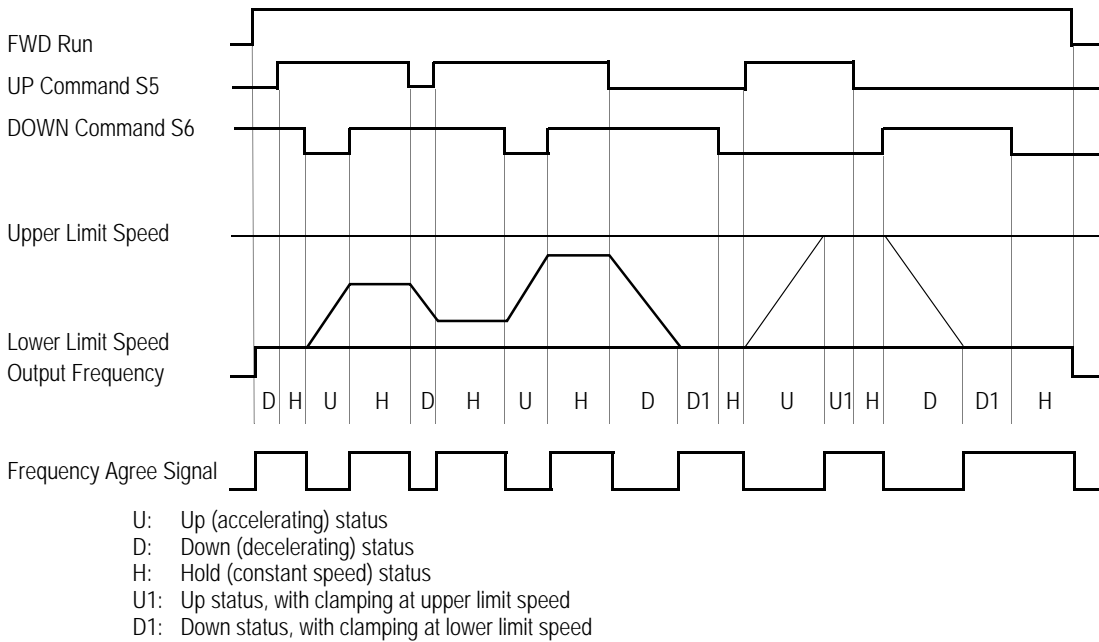 FWD Run
UP Command S5
DOWN Command S6
Upper Limit Speed
Lower Limit Speed
Output Frequency
D H U H D H U H D D1 H U U1 H D D1 H
Frequency Agree Signal
U: Up (accelerating) status
D: Down (decelerating) status
H: Hold (constant speed) status
U1: Up status, with clamping at upper limit speed
D1: Down status, with clamping at lower limit speed